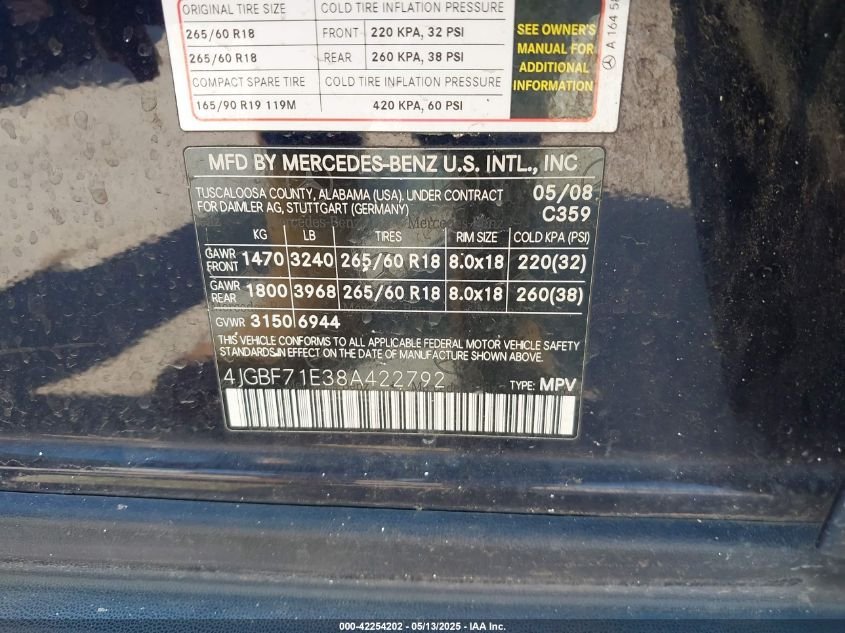 ORIGINAL TIRE SIZE COLD TIRE INFLATION PRESSURE
265/60 R18 FRONT 220 KPA, 32 PSI
265/60 R18 REAR 260 KPA, 38 PSI
COMPACT SPARE TIRE COLD TIRE INFLATION PRESSURE
165/90 R19 119M 420 KPA, 60 PSI
SEE OWNER'S
MANUAL FOR
ADDITIONAL
INFORMATION
A 164 58
MFD BY MERCEDES-BENZ U.S. INTL., INC
TUSCALOOSA COUNTY, ALABAMA (USA). UNDER CONTRACT 05/08
FOR DAIMLER AG, STUTTGART (GERMANY) C359
KG LB TIRES RIM SIZE COLD KPA (PSI)
GAWR FRONT 1470 3240 265/60 R18 8.0x18 220(32)
GAWR REAR 1800 3968 265/60 R18 8.0x18 260(38)
GVWR 3150 6944
THIS VEHICLE CONFORMS TO ALL APPLICABLE FEDERAL MOTOR VEHICLE SAFETY
STANDARDS IN EFFECT ON THE DATE OF MANUFACTURE SHOWN ABOVE.
4JGBF71E38A422792 TYPE: MPV
000-42254202 - 05/13/2025 - IAA Inc.